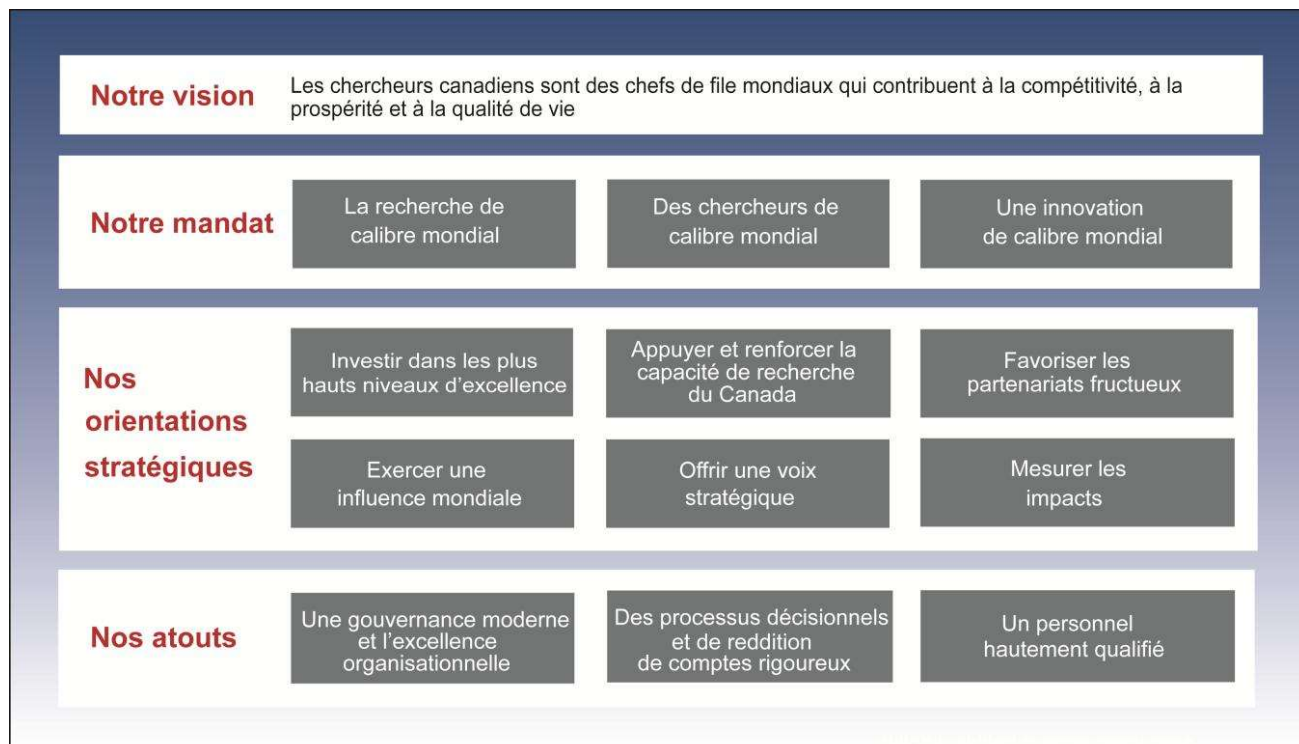 Notre vision
Les chercheurs canadiens sont des chefs de file mondiaux qui contribuent à la compétitivité, à la
prospérité et à la qualité de vie
Notre mandat
La recherche de
calibre mondial
Des chercheurs de
calibre mondial
Une innovation
de calibre mondial
Nos
orientations
stratégiques
Investir dans les plus
hauts niveaux d’excellence
Appuyer et renforcer la
capacité de recherche
du Canada
Favoriser les
partenariats fructueux
Exercer une
influence mondiale
Offrir une voix
stratégique
Mesurer les
impacts
Nos atouts
Une gouvernance moderne
et l’excellence
organisationnelle
Des processus décisionnels
et de reddition
de comptes rigoureux
Un personnel
hautement qualifié